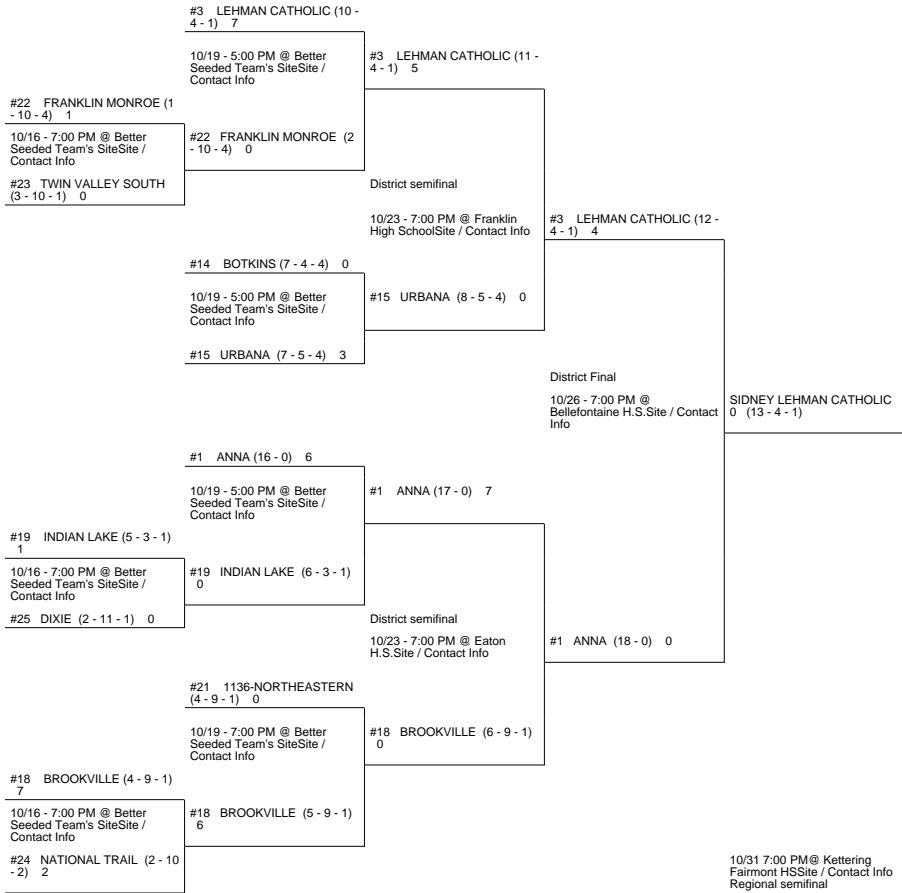 #3 LEHMAN CATHOLIC (10 -
4 - 1) 7
10/19 - 5:00 PM @ Better
Seeded Team's SiteSite /
Contact Info
#3 LEHMAN CATHOLIC (11 -
4 - 1) 5
#22 FRANKLIN MONROE (1
- 10 - 4) 1
10/16 - 7:00 PM @ Better
Seeded Team's SiteSite /
Contact Info
#22 FRANKLIN MONROE (2
- 10 - 4) 0
#23 TWIN VALLEY SOUTH
(3 - 10 - 1) 0
District semifinal
10/23 - 7:00 PM @ Franklin
High SchoolSite / Contact Info
#3 LEHMAN CATHOLIC (12 -
4 - 1) 4
#14 BOTKINS (7 - 4 - 4) 0
10/19 - 5:00 PM @ Better
Seeded Team's SiteSite /
Contact Info
#15 URBANA (8 - 5 - 4) 0
#15 URBANA (7 - 5 - 4) 3
District Final
10/26 - 7:00 PM @
Bellefontaine H.S.Site / Contact
Info
SIDNEY LEHMAN CATHOLIC
0 (13 - 4 - 1)
#1 ANNA (16 - 0) 6
10/19 - 5:00 PM @ Better
Seeded Team's SiteSite /
Contact Info
#1 ANNA (17 - 0) 7
#19 INDIAN LAKE (5 - 3 - 1)
1
10/16 - 7:00 PM @ Better
Seeded Team's SiteSite /
Contact Info
#19 INDIAN LAKE (6 - 3 - 1)
0
#25 DIXIE (2 - 11 - 1) 0
District semifinal
10/23 - 7:00 PM @ Eaton
H.S.Site / Contact Info
#1 ANNA (18 - 0) 0
#21 1136-NORTHEASTERN
(4 - 9 - 1) 0
10/19 - 7:00 PM @ Better
Seeded Team's SiteSite /
Contact Info
#18 BROOKVILLE (6 - 9 - 1)
0
#18 BROOKVILLE (4 - 9 - 1)
7
10/16 - 7:00 PM @ Better
Seeded Team's SiteSite /
Contact Info
#18 BROOKVILLE (5 - 9 - 1)
6
#24 NATIONAL TRAIL (2 - 10
- 2) 2
10/31 7:00 PM@ Kettering
Fairmont HSSite / Contact Info
Regional semifinal